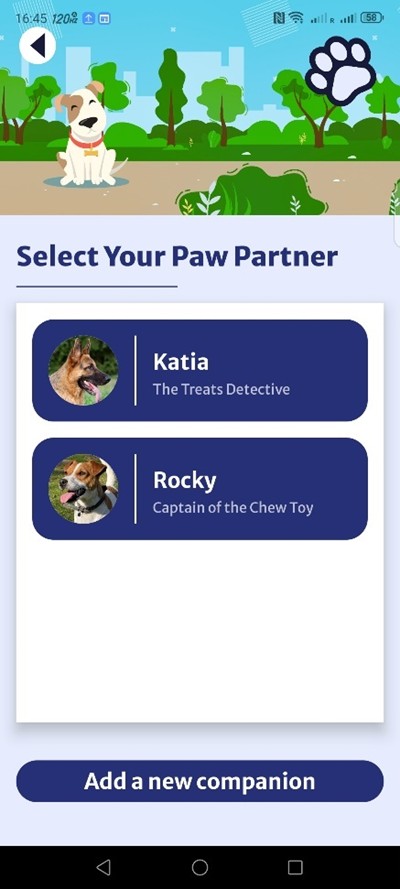 16:45 120 58
Select Your Paw Partner
Katia
The Treats Detective
Rocky
Captain of the Chew Toy
Add a new companion